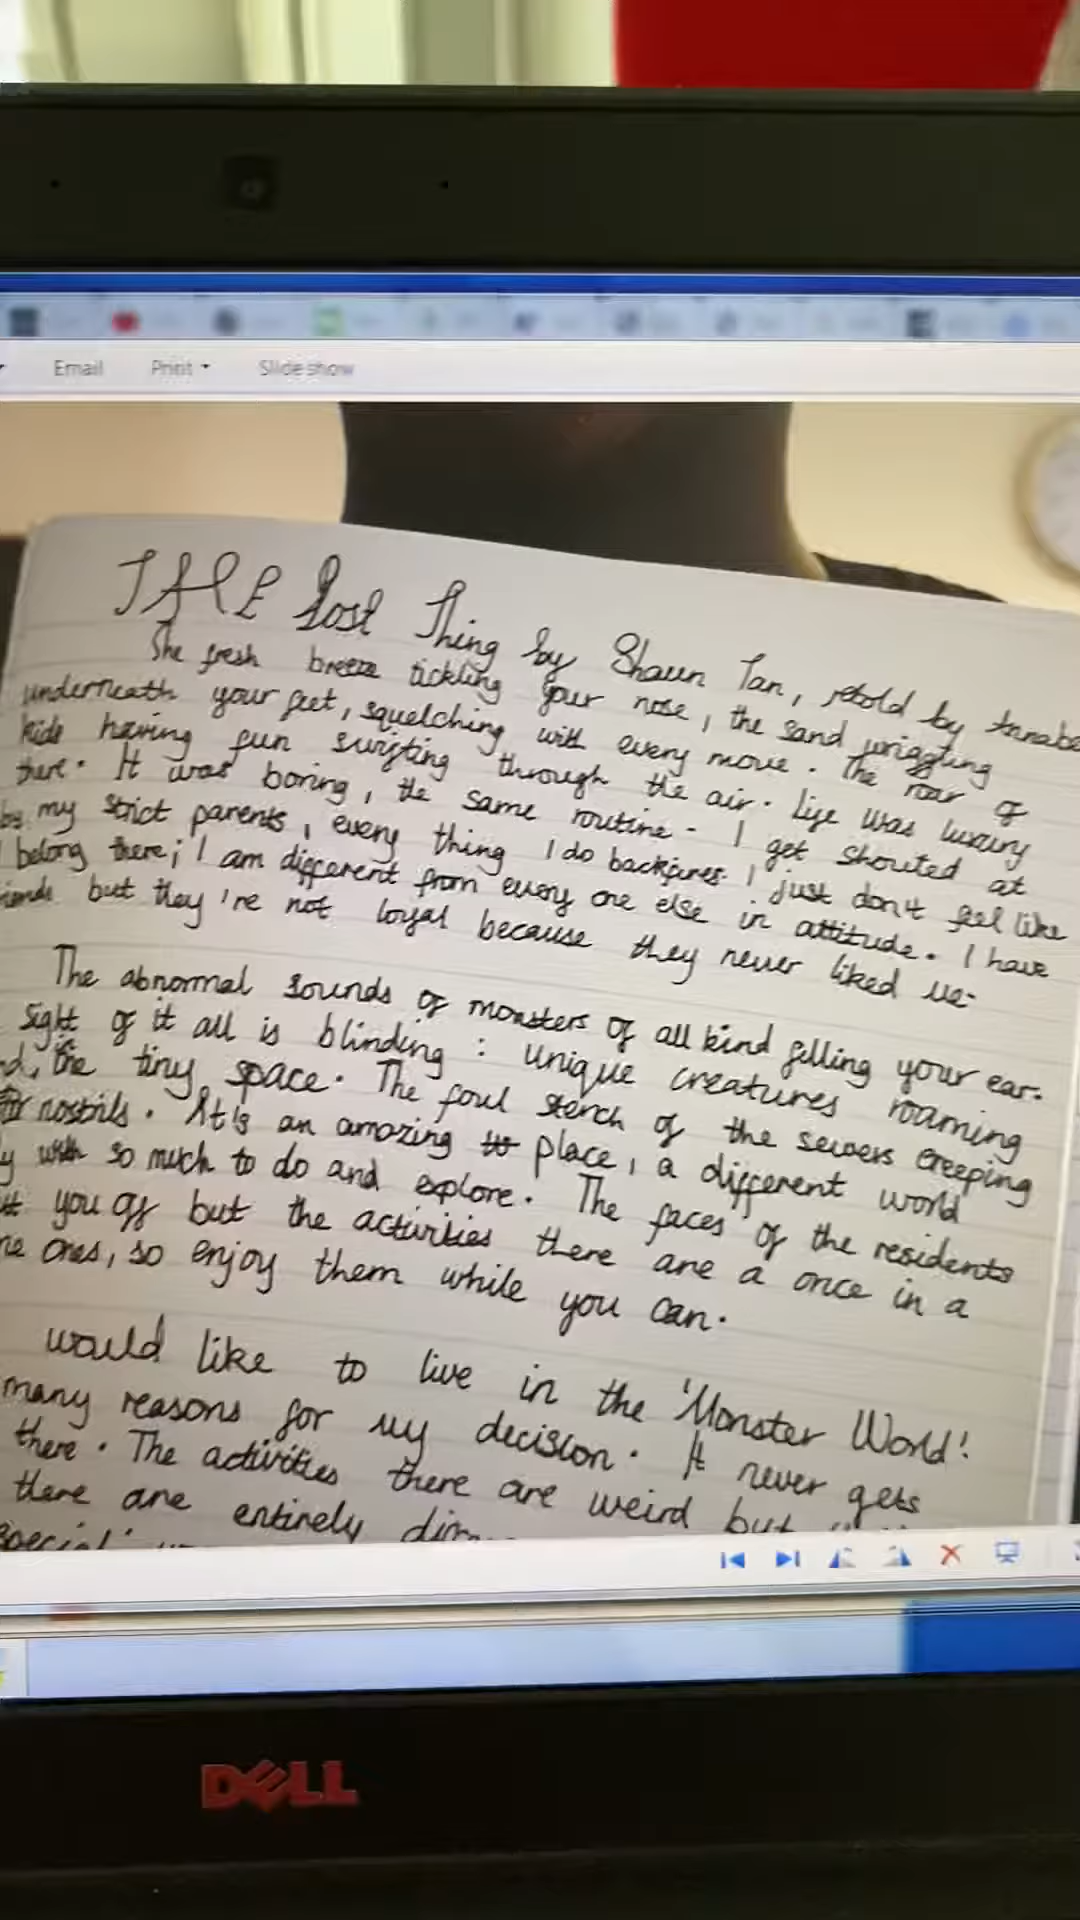 Email Print Slide show
THE Lost Thing by Shaun Tan, retold by
The fresh breeze tickling your nose, the sand wriggling
underneath your feet, squelching with every move. The roar of
kids having fun swifting through the air. Life was luxury
there. It was boring, the same routine. I get shouted at
by my strict parents, every thing I do backfires. I just don't feel like
I belong there; I am different from every one else in attitude. I have
but they're not loyal because they never liked me.
The abnormal sounds of monsters of all kind filling your ear.
sight of it all is blinding: unique creatures roaming
the tiny space. The foul stench of the sewers creeping
nostrils. It's an amazing place, a different world
with so much to do and explore. The faces of the residents
you off but the activities there are a once in a
ones, so enjoy them while you can.
would like to live in the 'Monster World!
many reasons for my decision. It never gets
there. The activities there are weird but
there are entirely
DELL